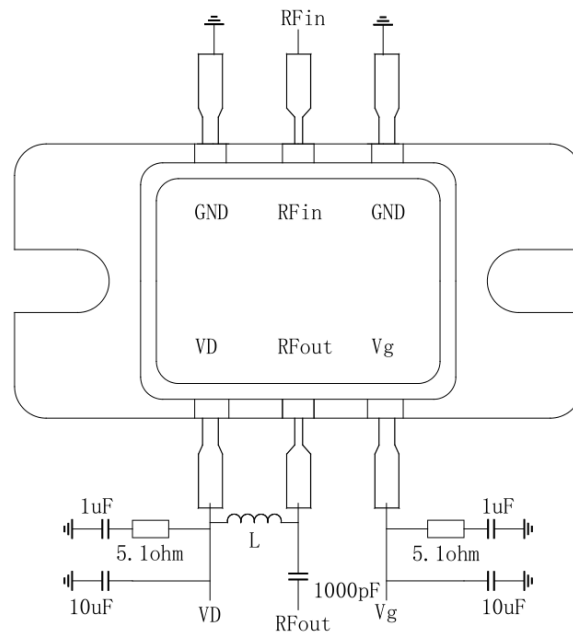 RFin
GND RFin GND
VD RFout Vg
1uF 1uF
5.1ohm L 5.1ohm
10uF 1000pF 10uF
VD RFout Vg